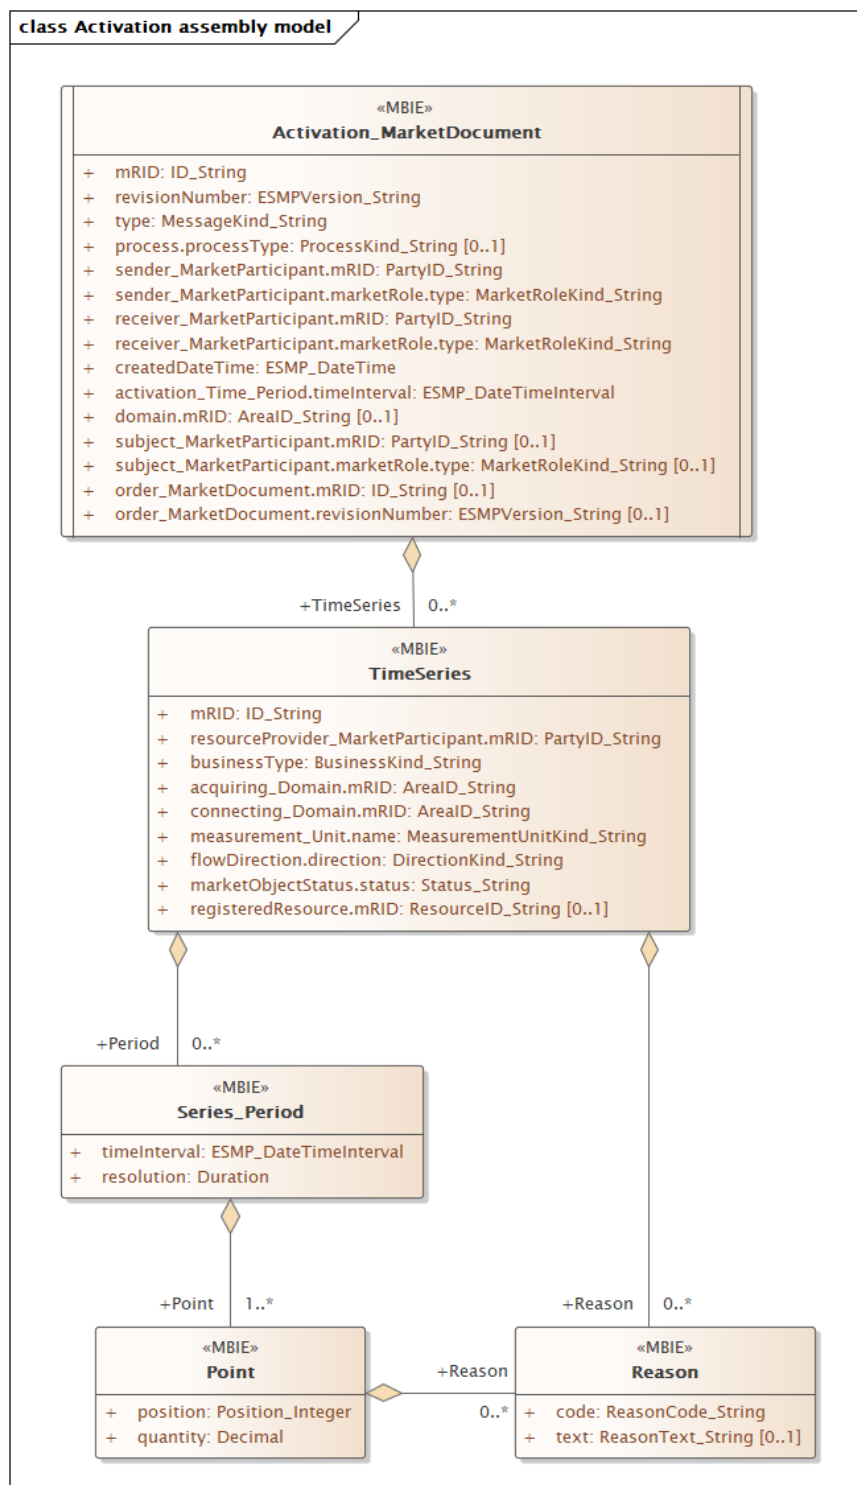 class Activation assembly model
«MBIE»
Activation_MarketDocument
+ mRID: ID_String
+ revisionNumber: ESMPVersion_String
+ type: MessageKind_String
+ process.processType: ProcessKind_String [0..1]
+ sender_MarketParticipant.mRID: PartyID_String
+ sender_MarketParticipant.marketRole.type: MarketRoleKind_String
+ receiver_MarketParticipant.mRID: PartyID_String
+ receiver_MarketParticipant.marketRole.type: MarketRoleKind_String
+ createdDateTime: ESMP_DateTime
+ activation_Time_Period.timeInterval: ESMP_DateTimeInterval
+ domain.mRID: AreaID_String [0..1]
+ subject_MarketParticipant.mRID: PartyID_String [0..1]
+ subject_MarketParticipant.marketRole.type: MarketRoleKind_String [0..1]
+ order_MarketDocument.mRID: ID_String [0..1]
+ order_MarketDocument.revisionNumber: ESMPVersion_String [0..1]
+TimeSeries 0..*
«MBIE»
TimeSeries
+ mRID: ID_String
+ resourceProvider_MarketParticipant.mRID: PartyID_String
+ businessType: BusinessKind_String
+ acquiring_Domain.mRID: AreaID_String
+ connecting_Domain.mRID: AreaID_String
+ measurement_Unit.name: MeasurementUnitKind_String
+ flowDirection.direction: DirectionKind_String
+ marketObjectStatus.status: Status_String
+ registeredResource.mRID: ResourceID_String [0..1]
+Period 0..*
«MBIE»
Series_Period
+ timeInterval: ESMP_DateTimeInterval
+ resolution: Duration
+Point 1..*
+Reason 0..*
«MBIE»
Point
+ position: Position_Integer
+ quantity: Decimal
+Reason
0..*
«MBIE»
Reason
+ code: ReasonCode_String
+ text: ReasonText_String [0..1]